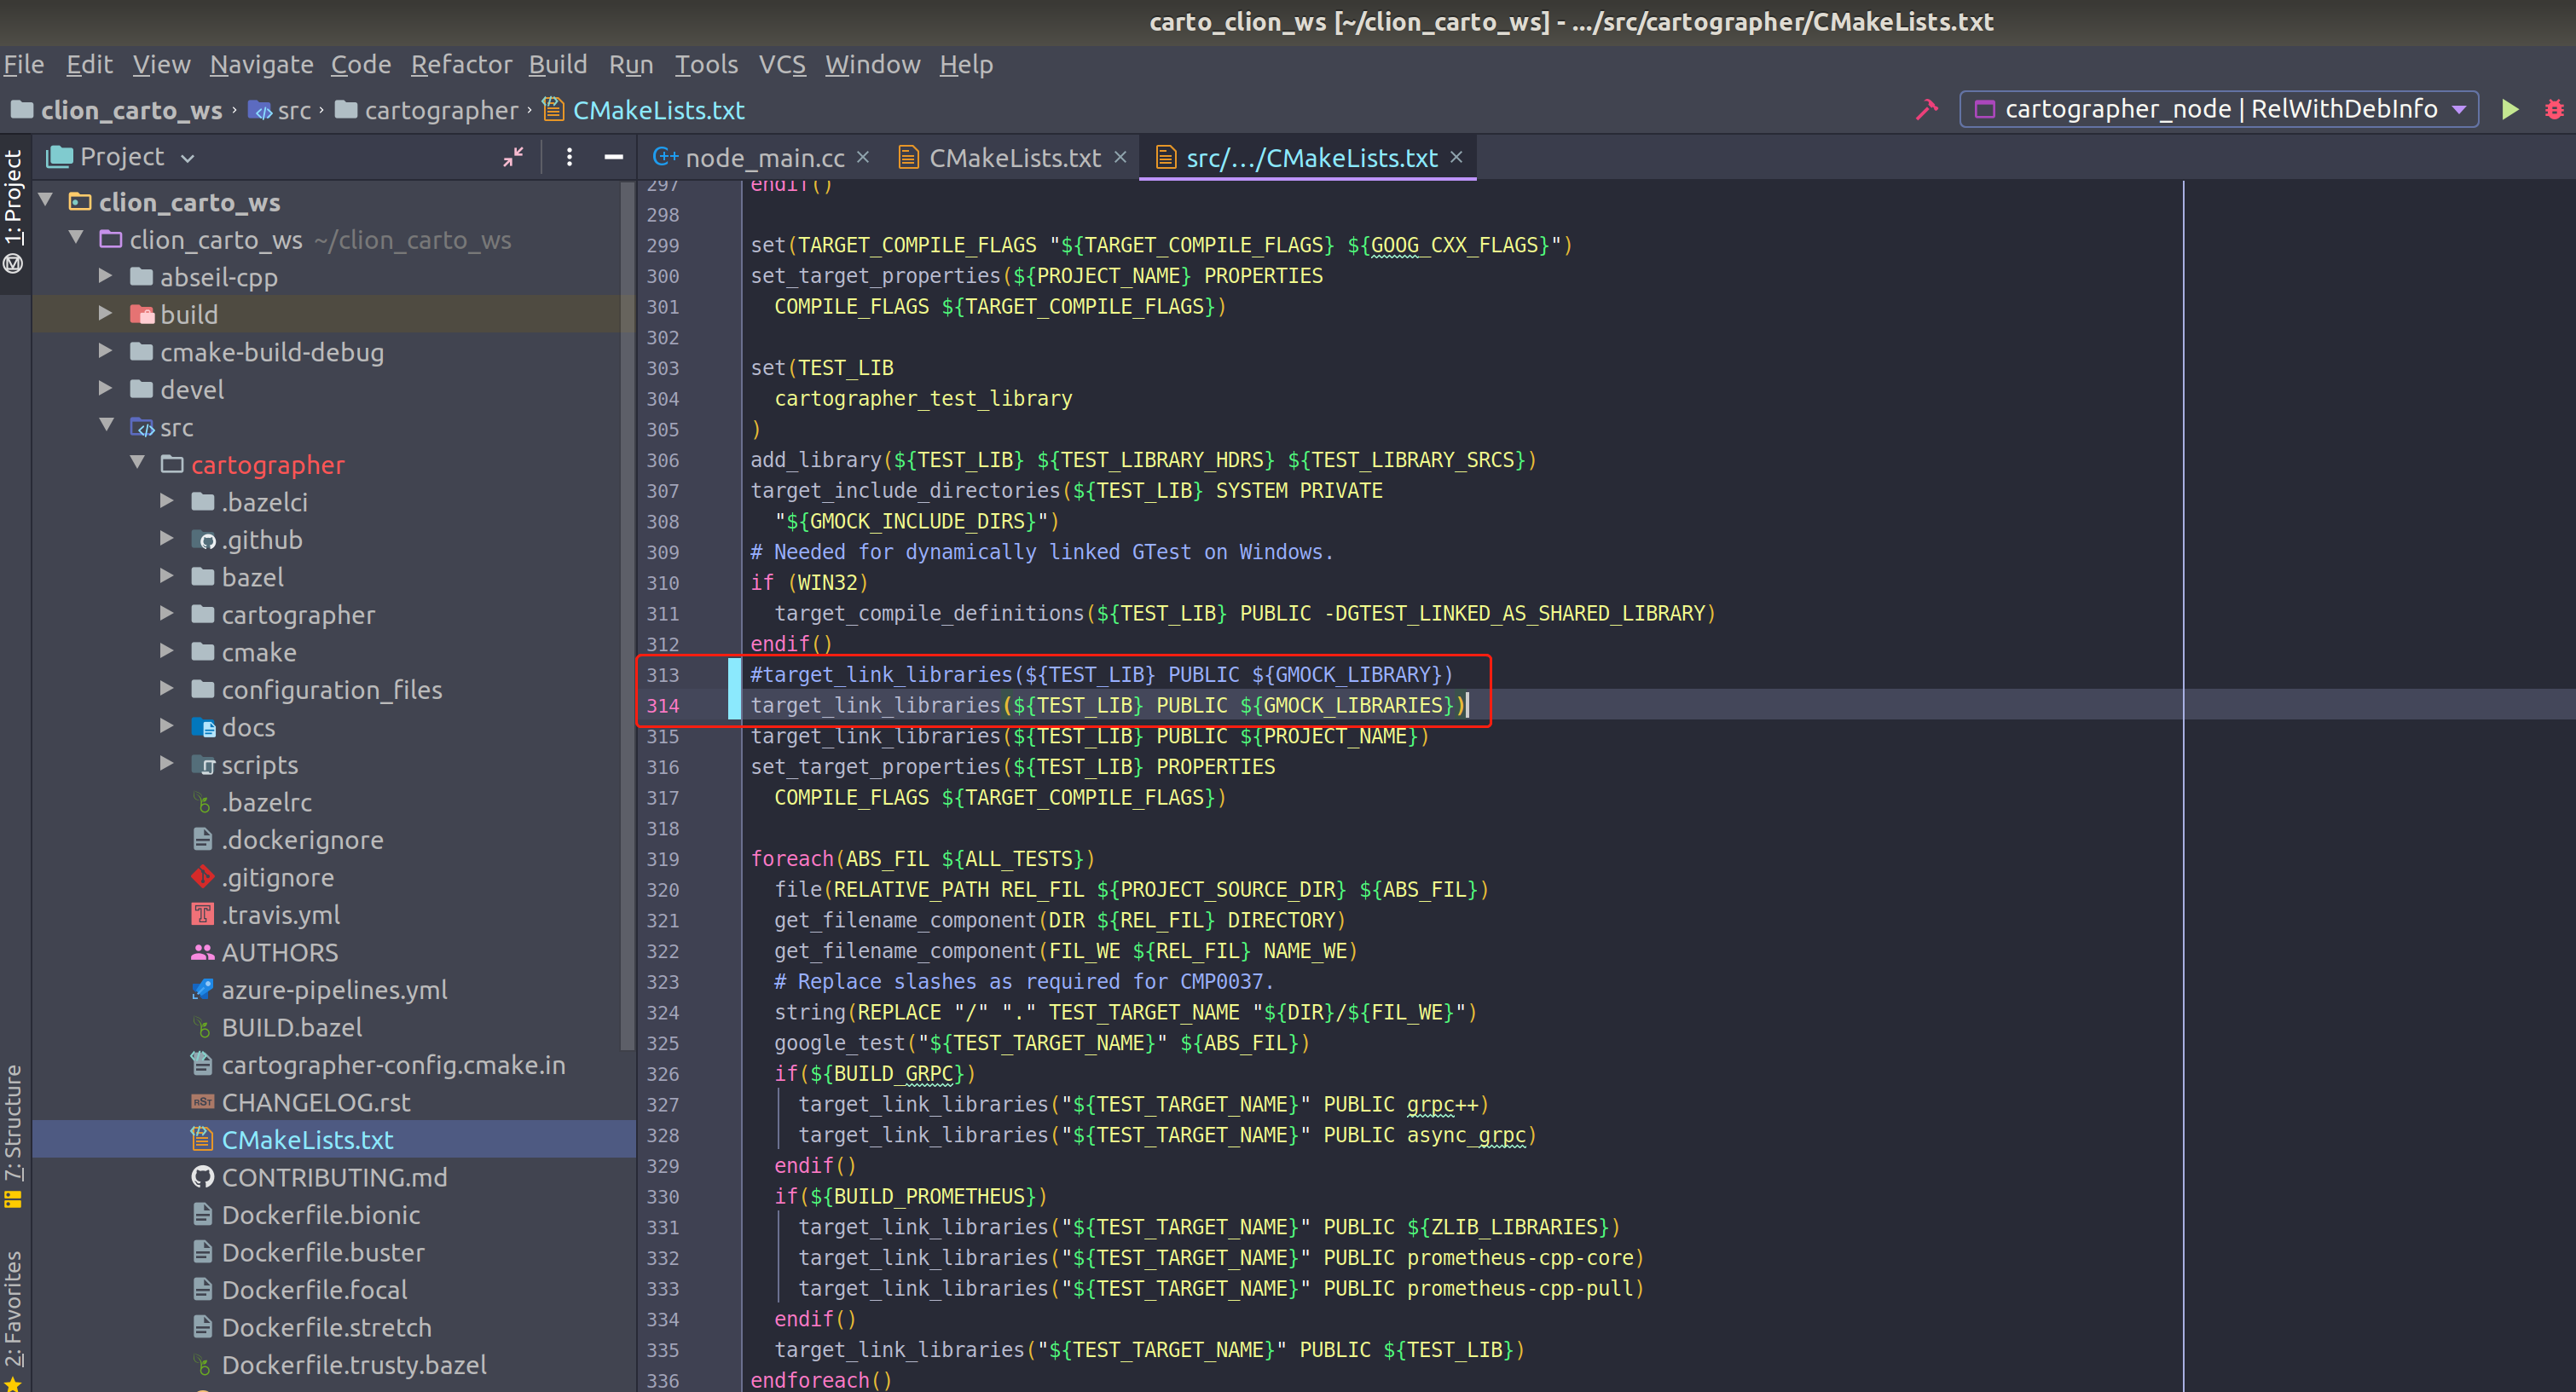 carto_clion_ws [~/clion_carto_ws] - .../src/cartographer/CMakeLists.txt
File Edit View Navigate Code Refactor Build Run Tools VCS Window Help
clion_carto_ws › src › cartographer › CMakeLists.txt
cartographer_node | RelWithDebInfo
1: Project
7: Structure
2: Favorites
Project
clion_carto_ws
clion_carto_ws ~/clion_carto_ws
abseil-cpp
build
cmake-build-debug
devel
src
cartographer
.bazelci
.github
bazel
cartographer
cmake
configuration_files
docs
scripts
.bazelrc
.dockerignore
.gitignore
.travis.yml
AUTHORS
azure-pipelines.yml
BUILD.bazel
cartographer-config.cmake.in
CHANGELOG.rst
CMakeLists.txt
CONTRIBUTING.md
Dockerfile.bionic
Dockerfile.buster
Dockerfile.focal
Dockerfile.stretch
Dockerfile.trusty.bazel
node_main.cc × CMakeLists.txt × src/.../CMakeLists.txt ×
297 endif()
298
299 set(TARGET_COMPILE_FLAGS "${TARGET_COMPILE_FLAGS} ${GOOG_CXX_FLAGS}")
300 set_target_properties(${PROJECT_NAME} PROPERTIES
301 COMPILE_FLAGS ${TARGET_COMPILE_FLAGS})
302
303 set(TEST_LIB
304 cartographer_test_library
305 )
306 add_library(${TEST_LIB} ${TEST_LIBRARY_HDRS} ${TEST_LIBRARY_SRCS})
307 target_include_directories(${TEST_LIB} SYSTEM PRIVATE
308 "${GMOCK_INCLUDE_DIRS}")
309 # Needed for dynamically linked GTest on Windows.
310 if (WIN32)
311 target_compile_definitions(${TEST_LIB} PUBLIC -DGTEST_LINKED_AS_SHARED_LIBRARY)
312 endif()
313 #target_link_libraries(${TEST_LIB} PUBLIC ${GMOCK_LIBRARY})
314 target_link_libraries(${TEST_LIB} PUBLIC ${GMOCK_LIBRARIES})
315 target_link_libraries(${TEST_LIB} PUBLIC ${PROJECT_NAME})
316 set_target_properties(${TEST_LIB} PROPERTIES
317 COMPILE_FLAGS ${TARGET_COMPILE_FLAGS})
318
319 foreach(ABS_FIL ${ALL_TESTS})
320 file(RELATIVE_PATH REL_FIL ${PROJECT_SOURCE_DIR} ${ABS_FIL})
321 get_filename_component(DIR ${REL_FIL} DIRECTORY)
322 get_filename_component(FIL_WE ${REL_FIL} NAME_WE)
323 # Replace slashes as required for CMP0037.
324 string(REPLACE "/" "." TEST_TARGET_NAME "${DIR}/${FIL_WE}")
325 google_test("${TEST_TARGET_NAME}" ${ABS_FIL})
326 if(${BUILD_GRPC})
327 target_link_libraries("${TEST_TARGET_NAME}" PUBLIC grpc++)
328 target_link_libraries("${TEST_TARGET_NAME}" PUBLIC async_grpc)
329 endif()
330 if(${BUILD_PROMETHEUS})
331 target_link_libraries("${TEST_TARGET_NAME}" PUBLIC ${ZLIB_LIBRARIES})
332 target_link_libraries("${TEST_TARGET_NAME}" PUBLIC prometheus-cpp-core)
333 target_link_libraries("${TEST_TARGET_NAME}" PUBLIC prometheus-cpp-pull)
334 endif()
335 target_link_libraries("${TEST_TARGET_NAME}" PUBLIC ${TEST_LIB})
336 endforeach()